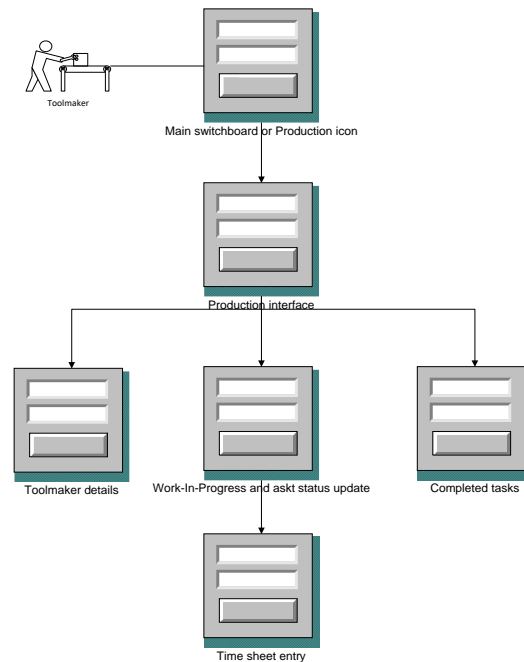 Toolmaker
Main switchboard or Production icon
Production interface
Toolmaker details
Work-In-Progress and askt status update
Completed tasks
Time sheet entry